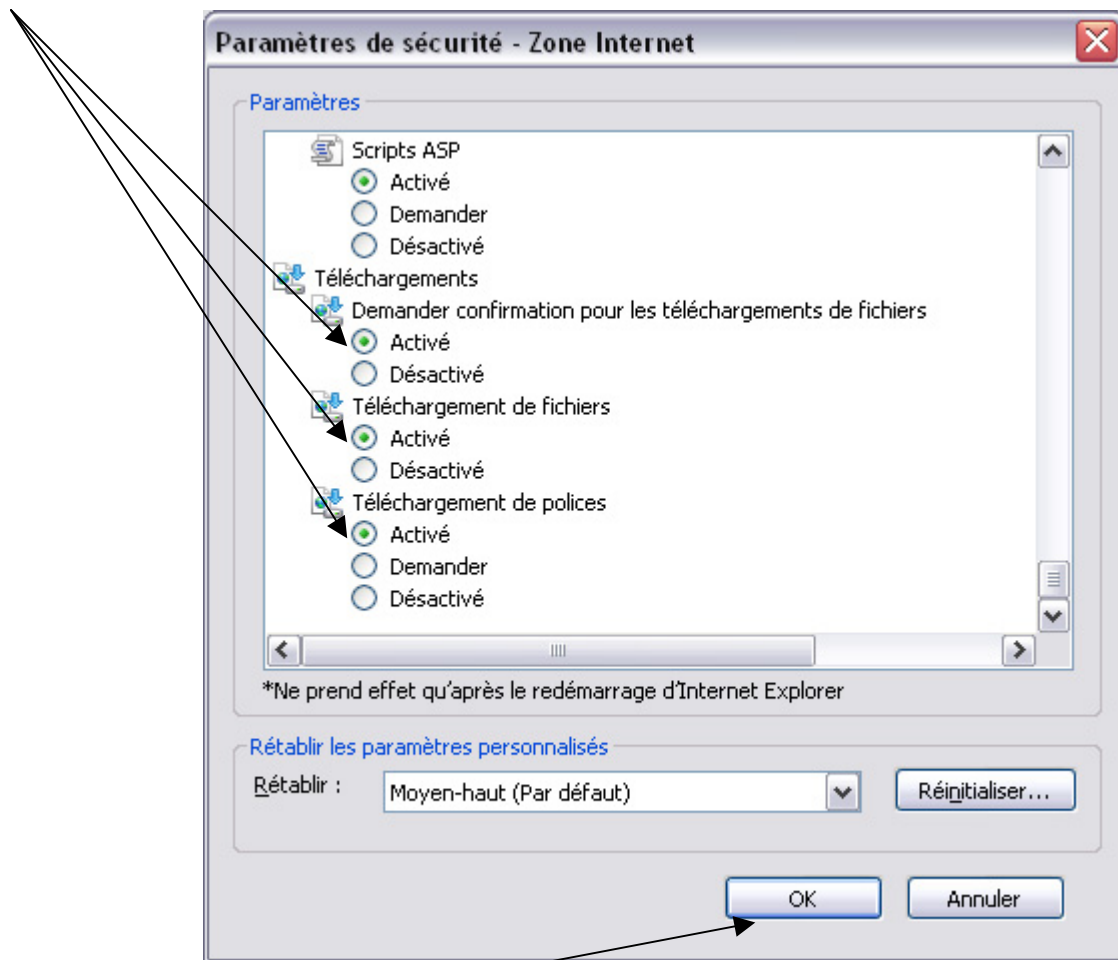 Paramètres de sécurité - Zone Internet
Paramètres
Scripts ASP
Activé
Demander
Désactivé
Téléchargements
Demander confirmation pour les téléchargements de fichiers
Activé
Désactivé
Téléchargement de fichiers
Activé
Désactivé
Téléchargement de polices
Activé
Demander
Désactivé
*Ne prend effet qu'après le redémarrage d'Internet Explorer
Rétablir les paramètres personnalisés
Rétablir : Moyen-haut (Par défaut) Réinitialiser...
OK Annuler